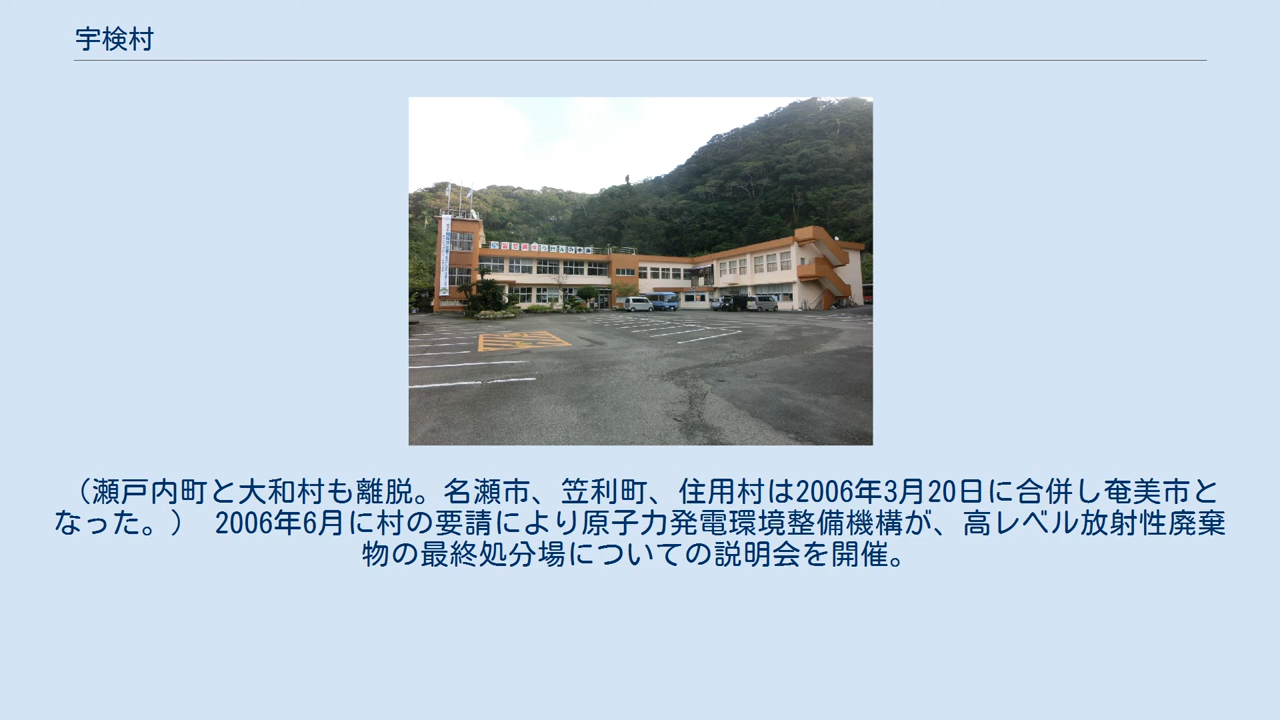 宇検村
（瀬戸内町と大和村も離脱。名瀬市、笠利町、住用村は2006年3月20日に合併し奄美市と
なった。） 2006年6月に村の要請により原子力発電環境整備機構が、高レベル放射性廃棄
物の最終処分場についての説明会を開催。